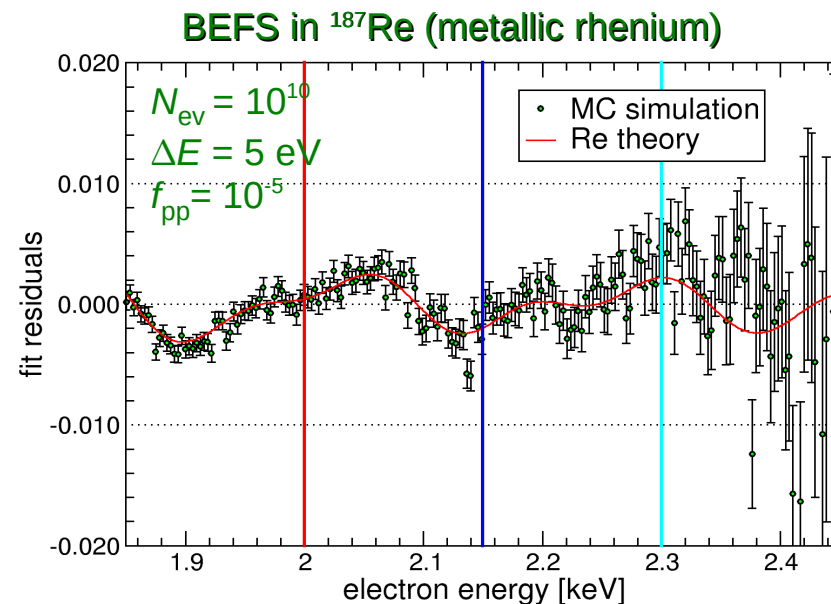 BEFS in ¹⁸⁷Re (metallic rhenium)
0.020
0.010
0.000
-0.010
-0.020
fit residuals
N_ev = 10¹⁰
ΔE = 5 eV
f_pp= 10⁻⁵
MC simulation
Re theory
1.9
2
2.1
2.2
2.3
2.4
electron energy [keV]